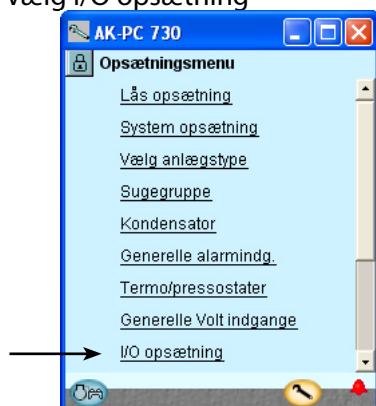 Vælg I/O opsætning
AK-PC 730
Opsætningsmenu
Lås opsætning
System opsætning
Vælg anlægstype
Sugegruppe
Kondensator
Generelle alarmindg.
Termo/pressostater
Generelle Volt indgange
I/O opsætning